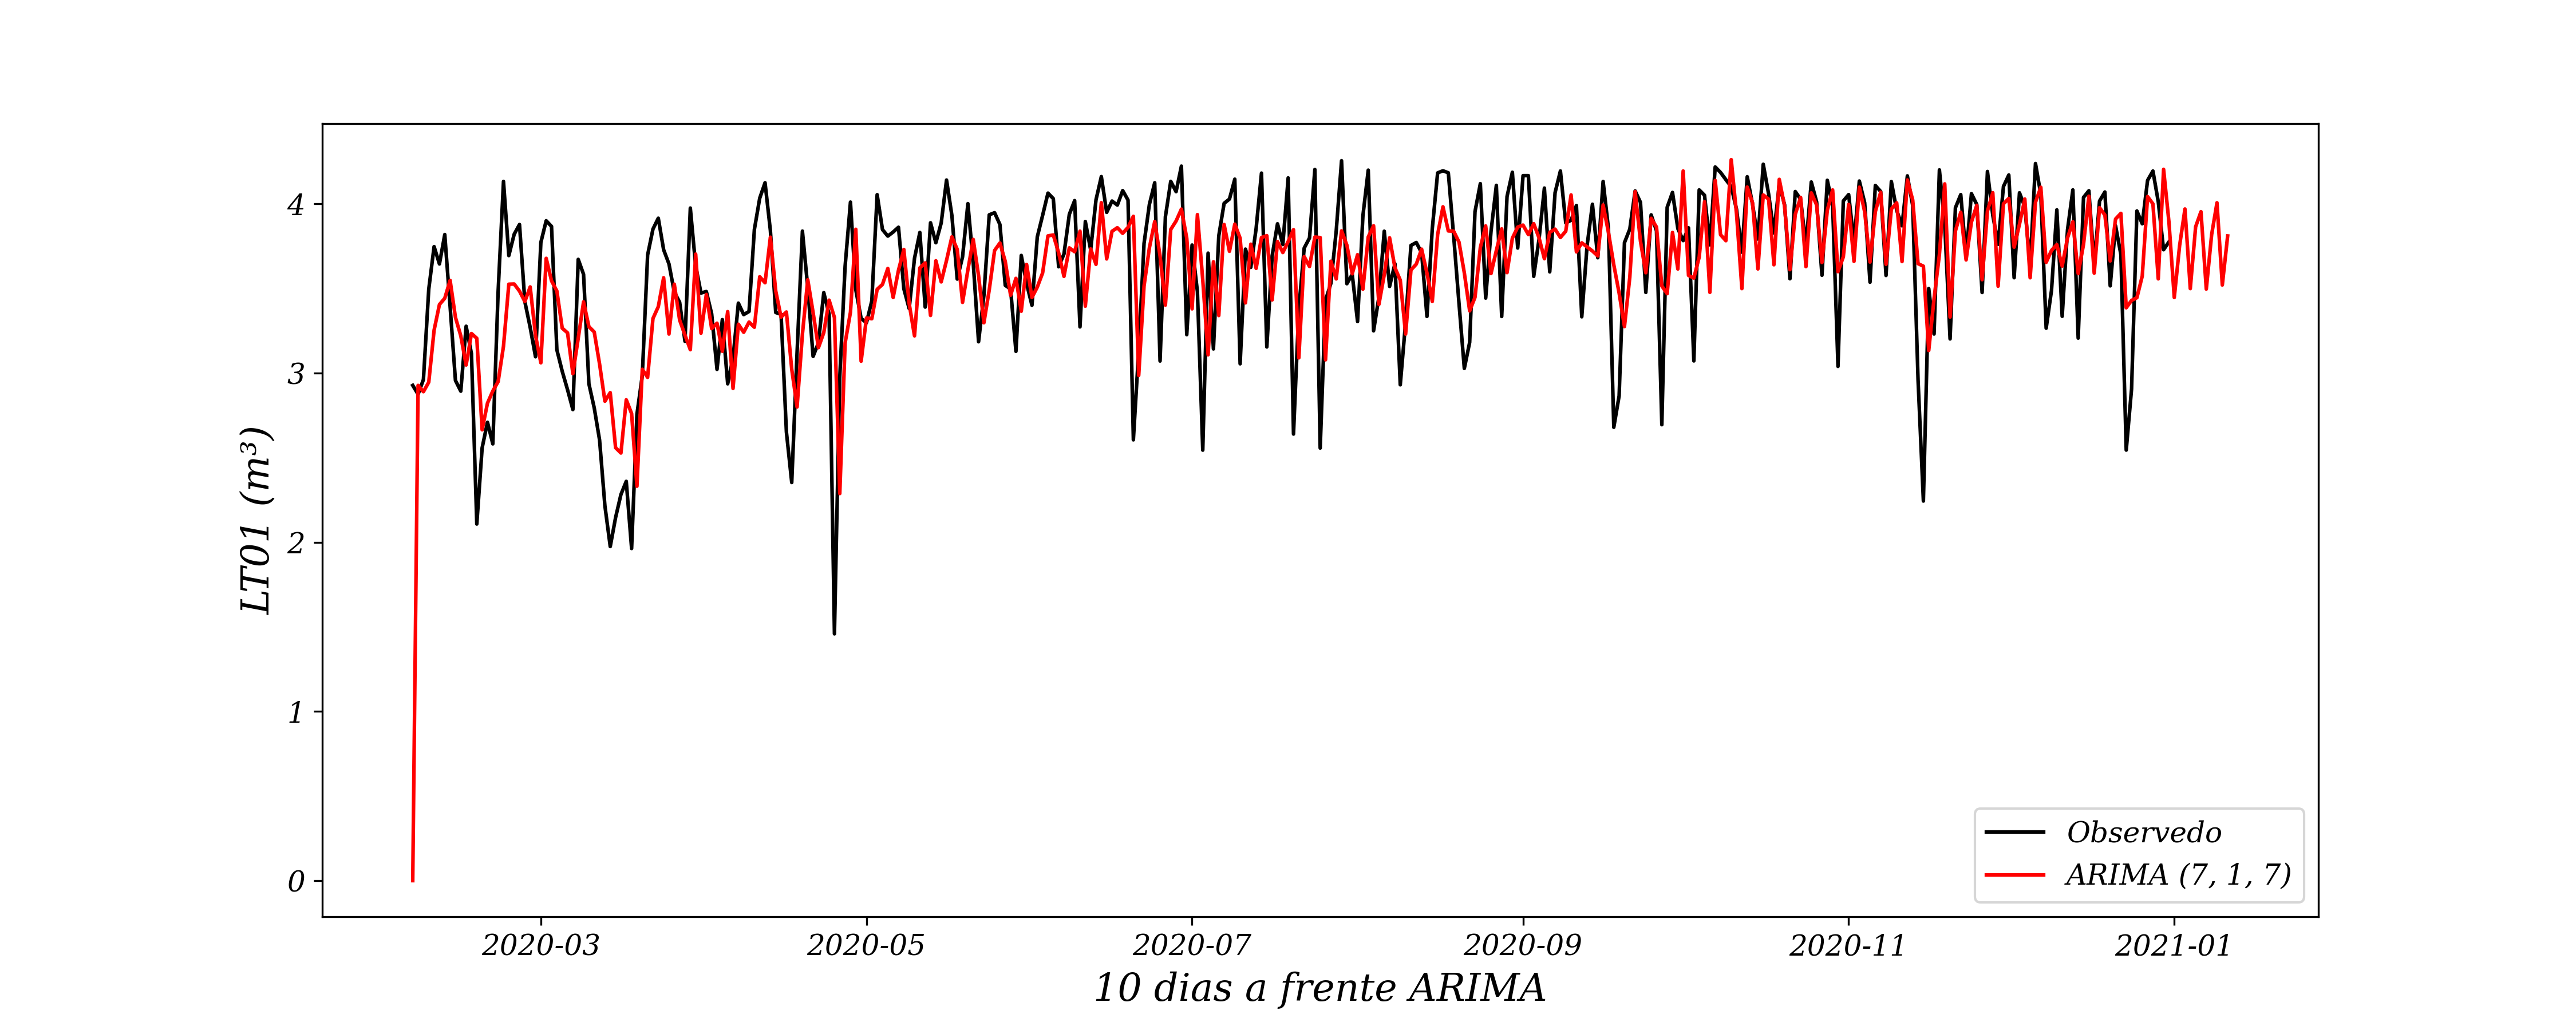 LT01 (m³)
4
3
2
1
0
2020-03
2020-05
2020-07
2020-09
2020-11
2021-01
10 dias a frente ARIMA
Observedo
ARIMA (7, 1, 7)